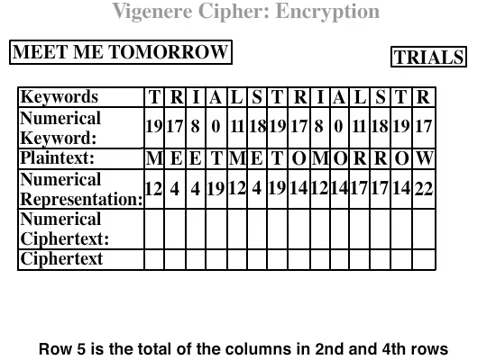 Vigenere Cipher: Encryption
MEET ME TOMORROW
TRIALS
Keywords T R I A L S T R I A L S T R
Numerical
Keyword: 19 17 8 0 11 18 19 17 8 0 11 18 19 17
Plaintext: M E E T M E T O M O R R O W
Numerical
Representation: 12 4 4 19 12 4 19 14 12 14 17 17 14 22
Numerical
Ciphertext:
Ciphertext
Row 5 is the total of the columns in 2nd and 4th rows